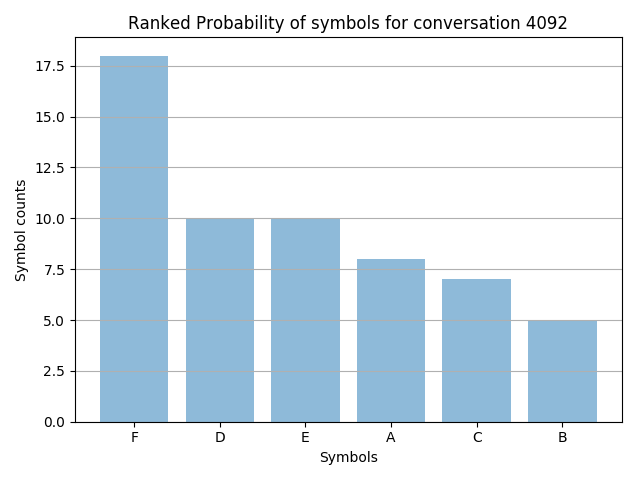 Ranked Probability of symbols for conversation 4092
Symbol counts
17.5
15.0
12.5
10.0
7.5
5.0
2.5
0.0
F D E A C B
Symbols